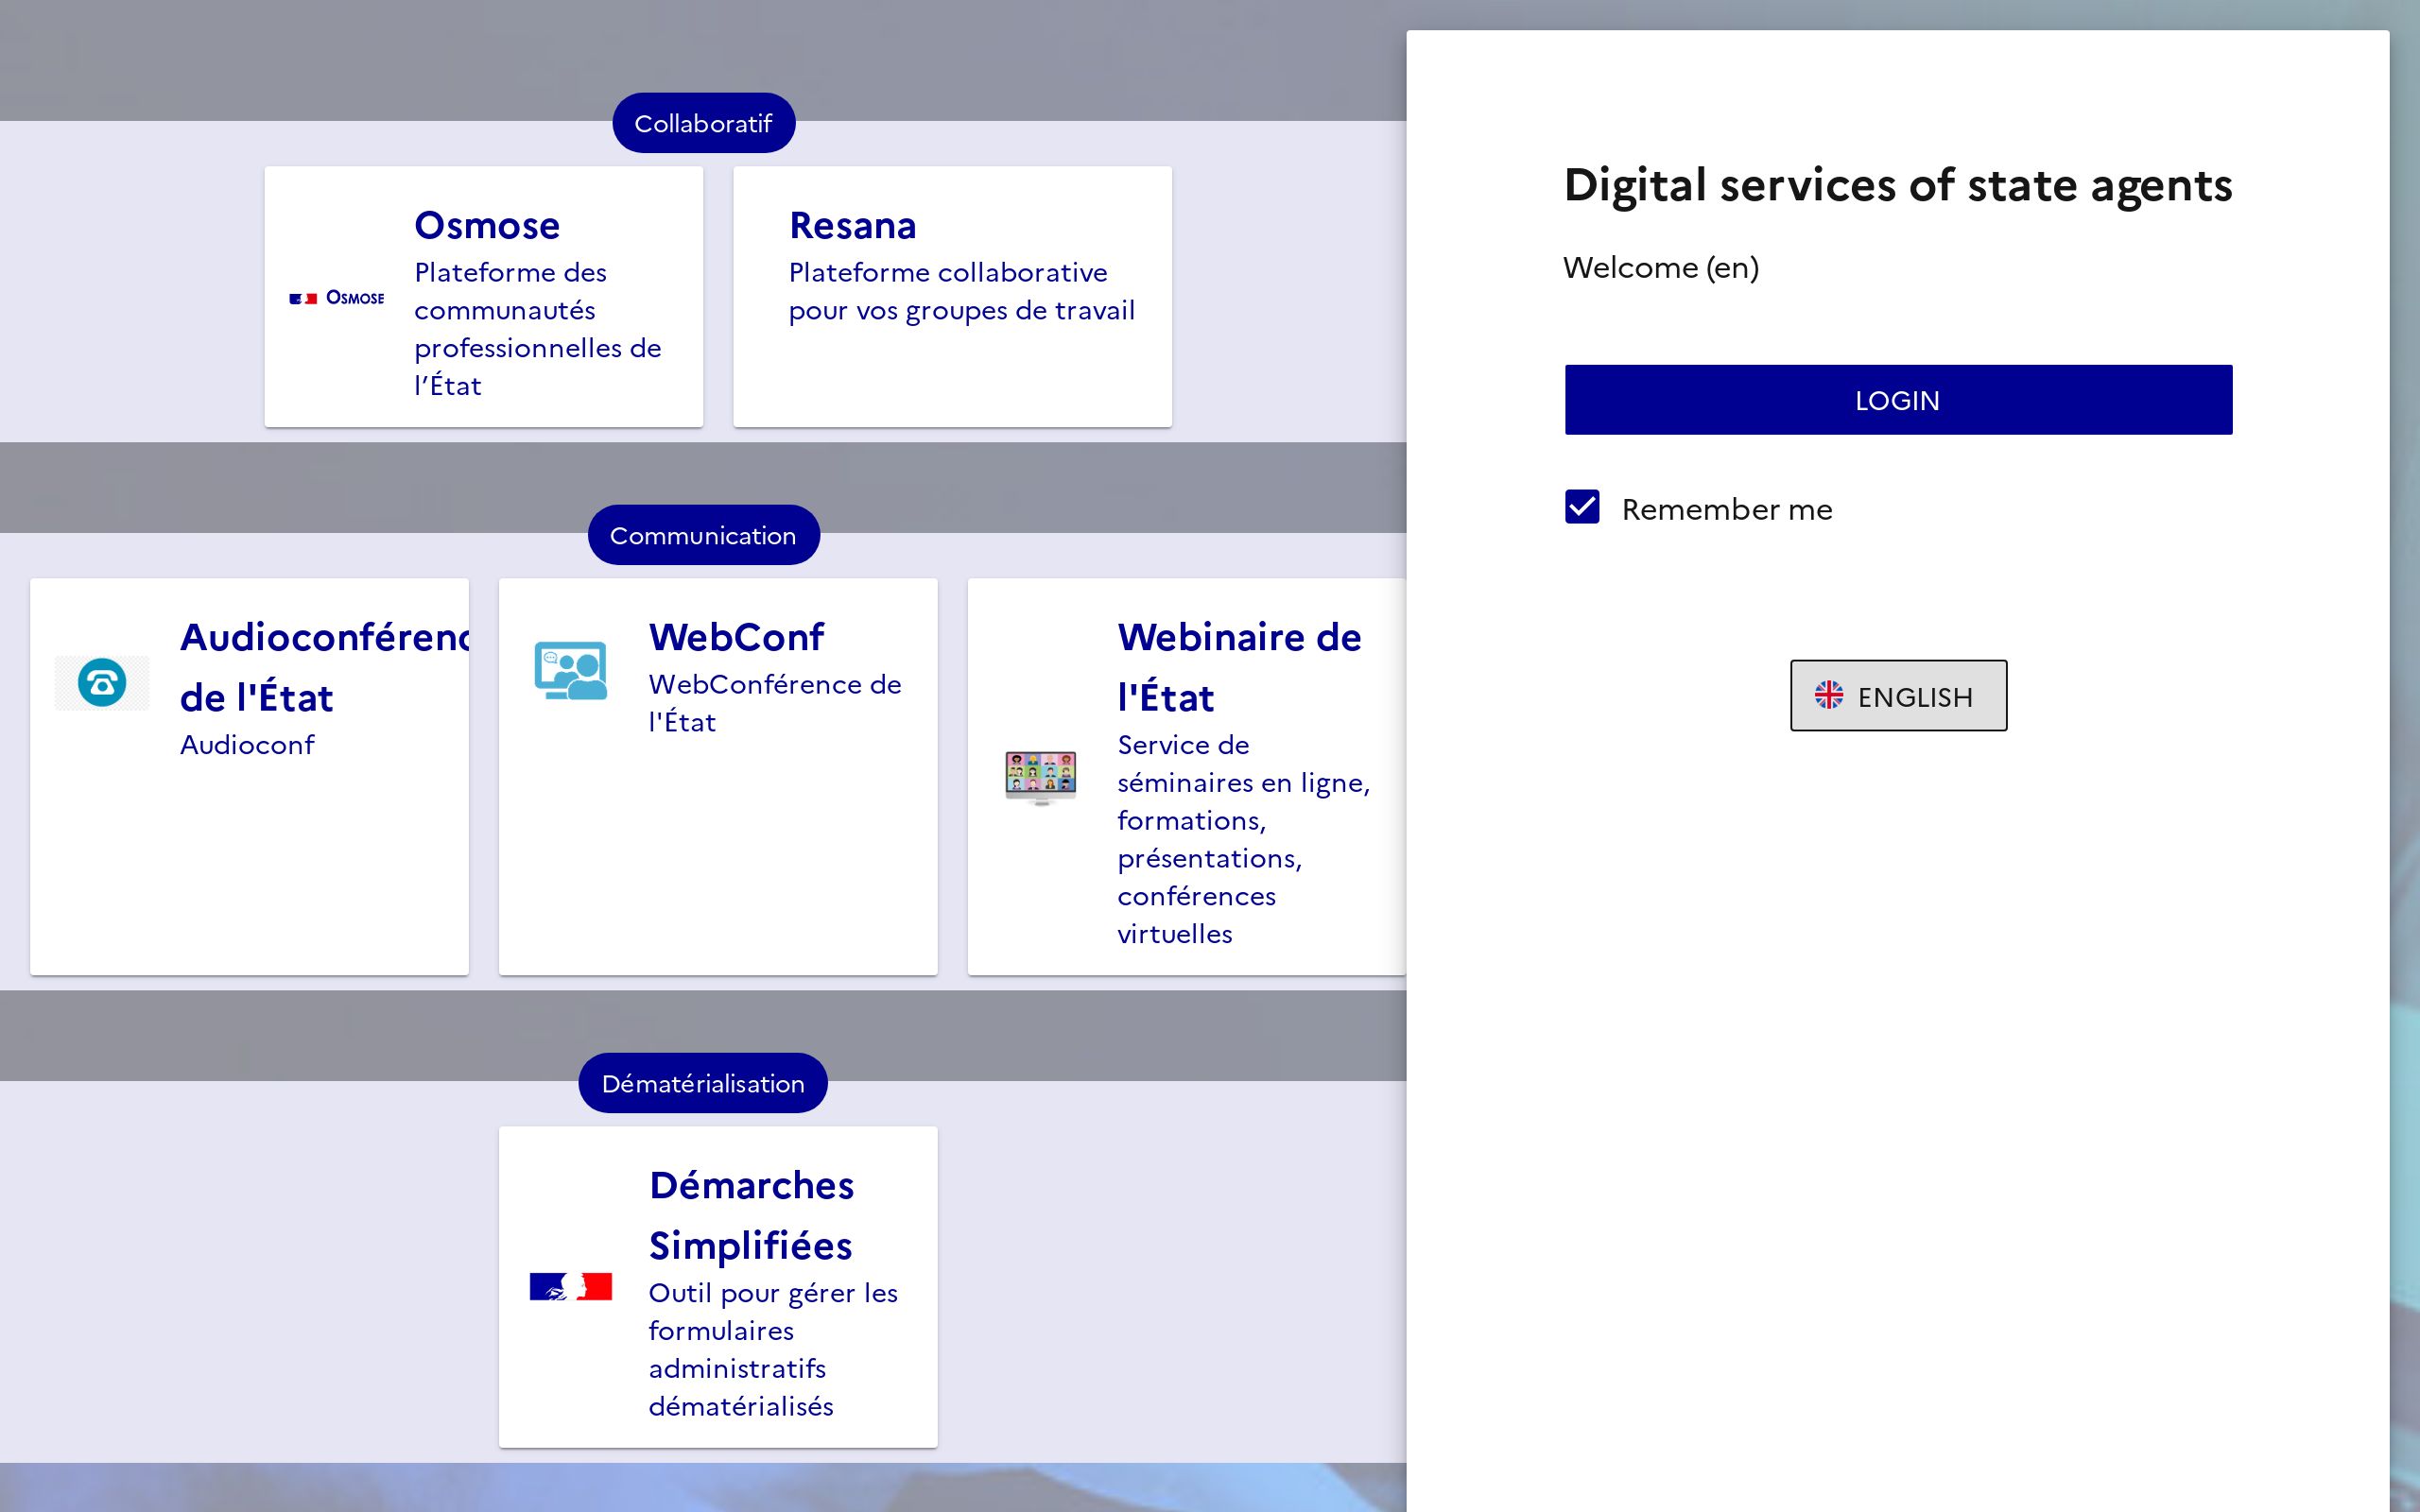 Collaboratif
Osmose
Plateforme des
communautés
professionnelles de
l’État
OSMOSE
Resana
Plateforme collaborative
pour vos groupes de travail
Communication
Audioconférenc
de l'État
Audioconf
WebConf
WebConférence de
l'État
Webinaire de
l'État
Service de
séminaires en ligne,
formations,
présentations,
conférences
virtuelles
Dématérialisation
Démarches
Simplifiées
Outil pour gérer les
formulaires
administratifs
dématérialisés
Digital services of state agents
Welcome (en)
LOGIN
Remember me
ENGLISH